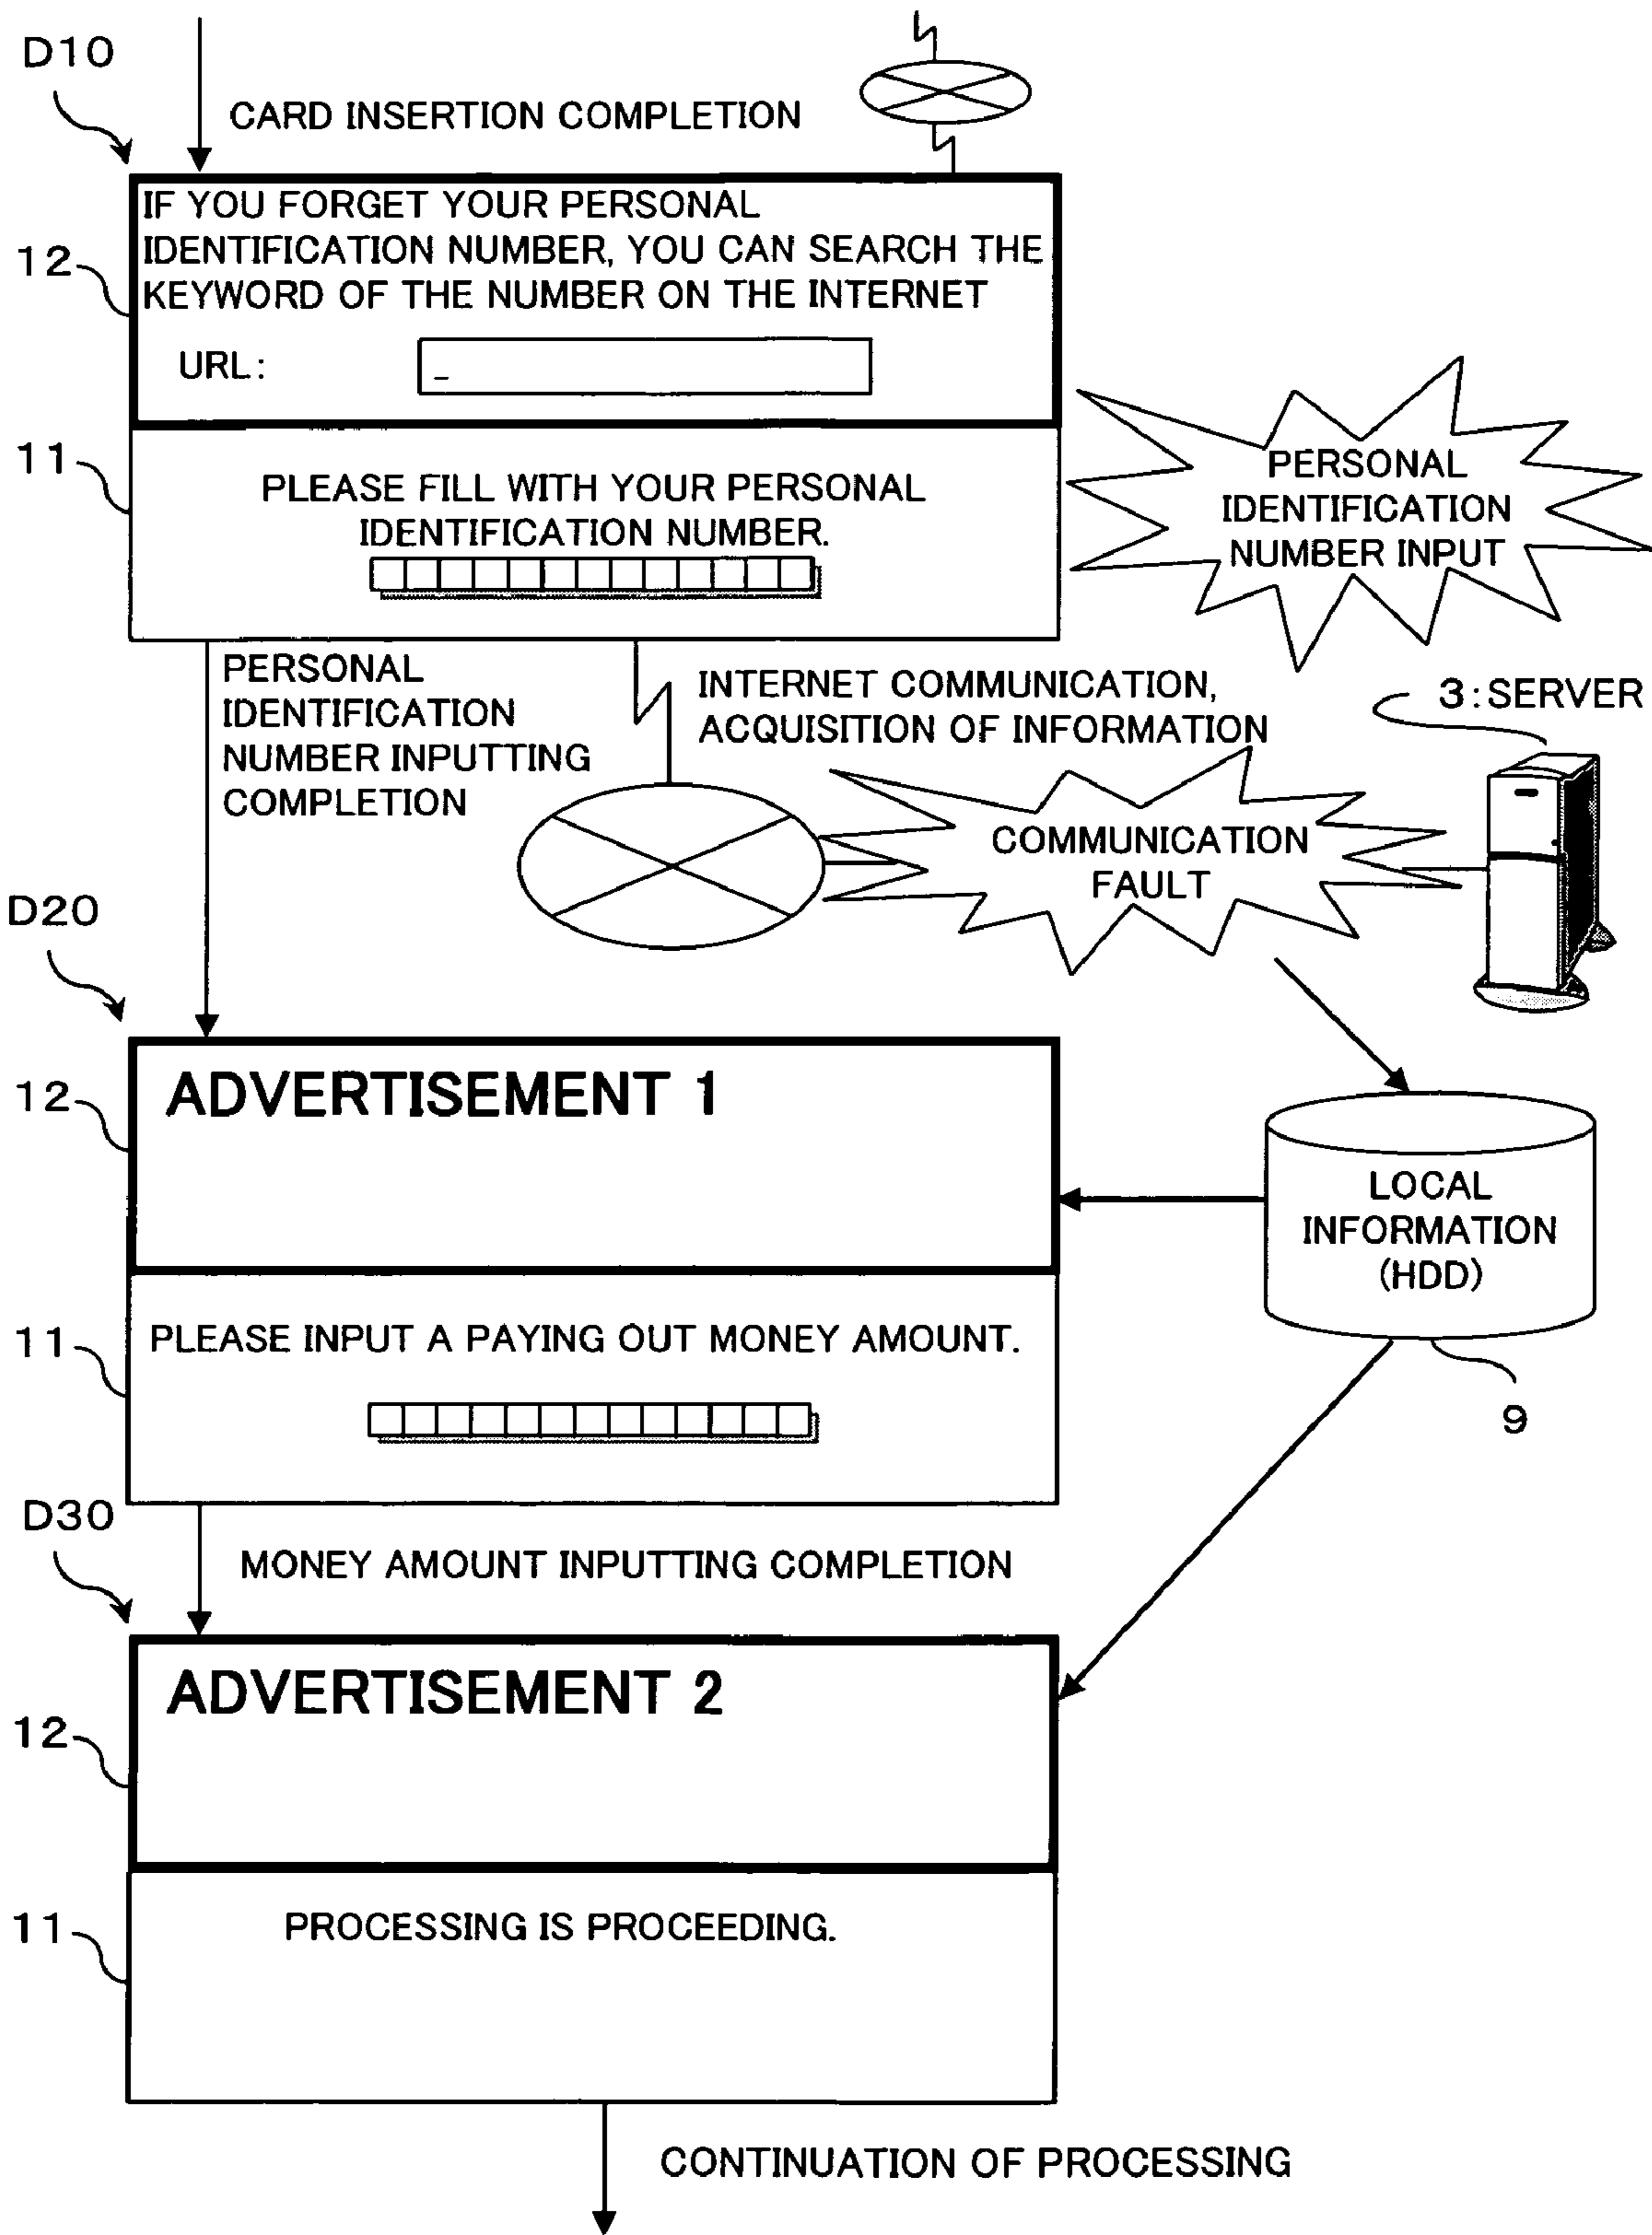 D10
CARD INSERTION COMPLETION
12
IF YOU FORGET YOUR PERSONAL
IDENTIFICATION NUMBER, YOU CAN SEARCH THE
KEYWORD OF THE NUMBER ON THE INTERNET
URL: _
11
PLEASE FILL WITH YOUR PERSONAL
IDENTIFICATION NUMBER.
PERSONAL
IDENTIFICATION
NUMBER INPUT
PERSONAL
IDENTIFICATION
NUMBER INPUTTING
COMPLETION
INTERNET COMMUNICATION,
ACQUISITION OF INFORMATION
3:SERVER
COMMUNICATION
FAULT
D20
12
ADVERTISEMENT 1
LOCAL
INFORMATION
(HDD)
9
11
PLEASE INPUT A PAYING OUT MONEY AMOUNT.
D30
MONEY AMOUNT INPUTTING COMPLETION
12
ADVERTISEMENT 2
11
PROCESSING IS PROCEEDING.
CONTINUATION OF PROCESSING